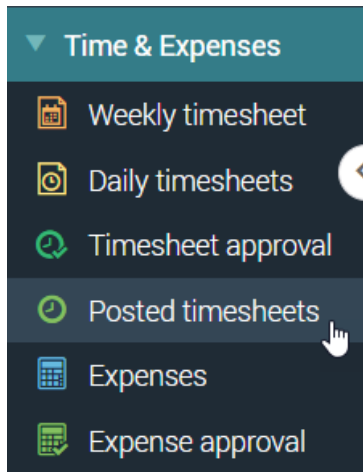 Time & Expenses
Weekly timesheet
Daily timesheets
Timesheet approval
Posted timesheets
Expenses
Expense approval